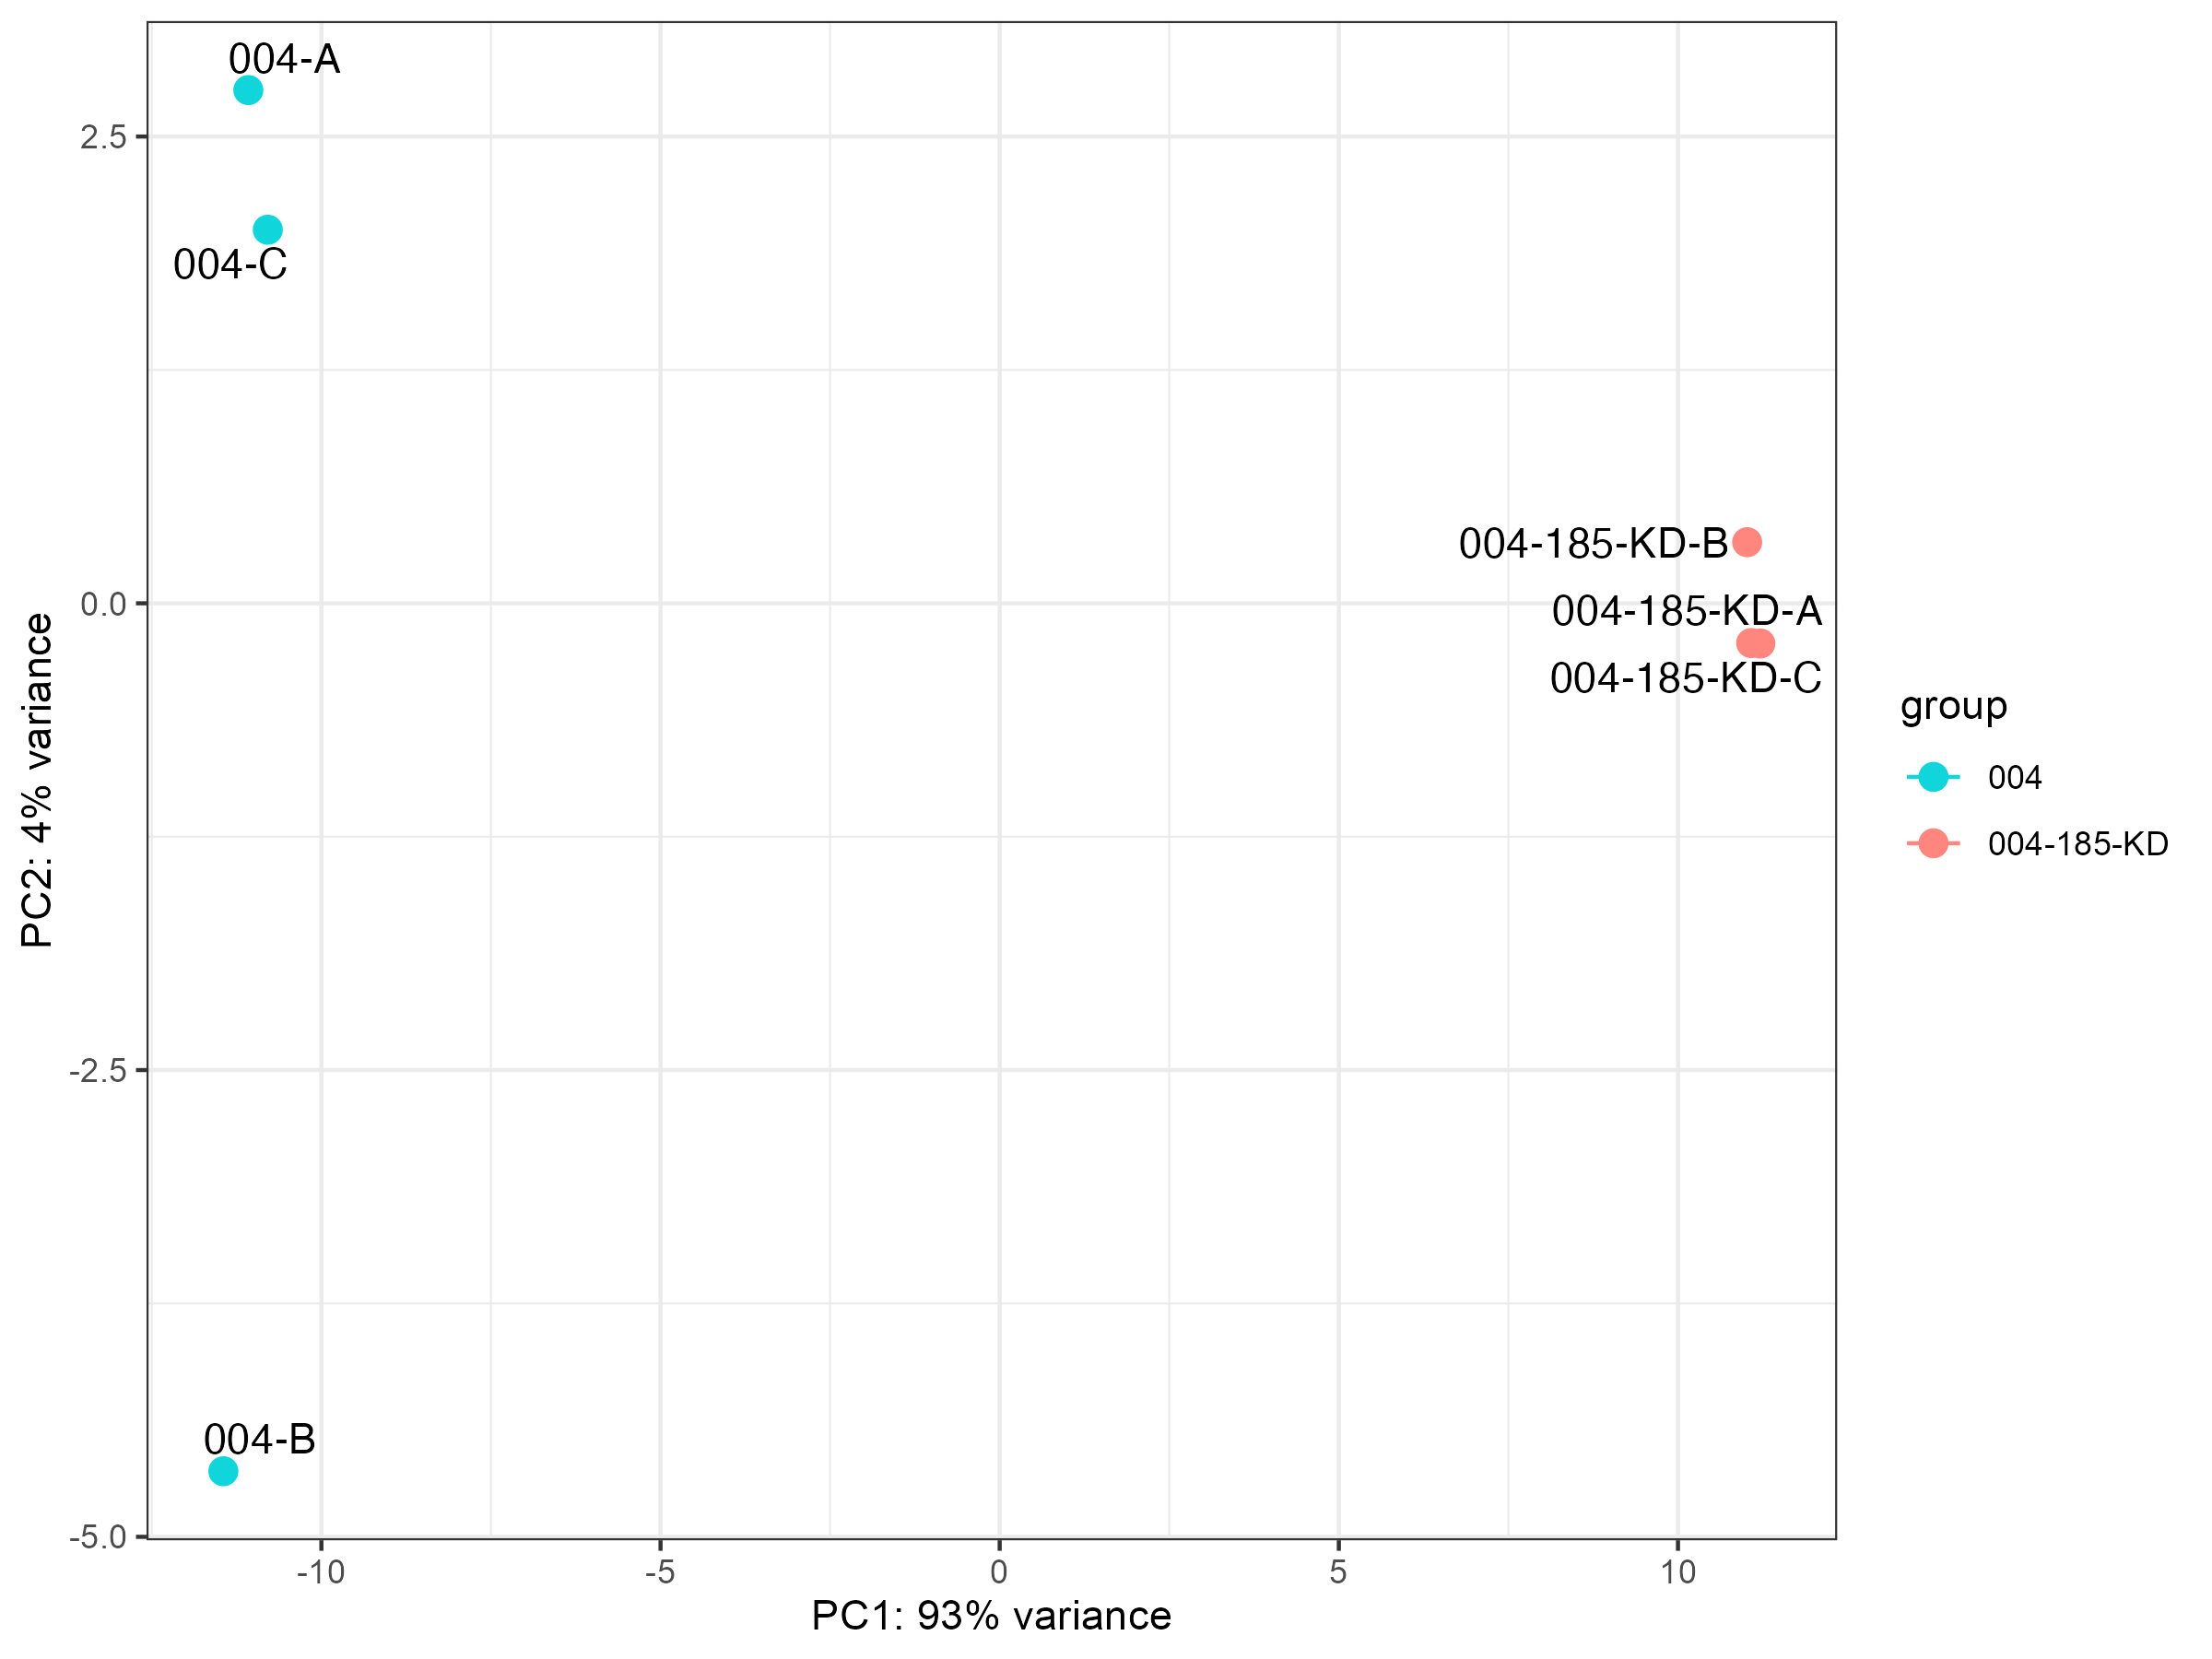 004-A
2.5
004-C
004-185-KD-B
0.0
004-185-KD-A
004-185-KD-C
group
004
004-185-KD
PC2: 4% variance
-2.5
004-B
-5.0
-10
-5
0
5
10
PC1: 93% variance